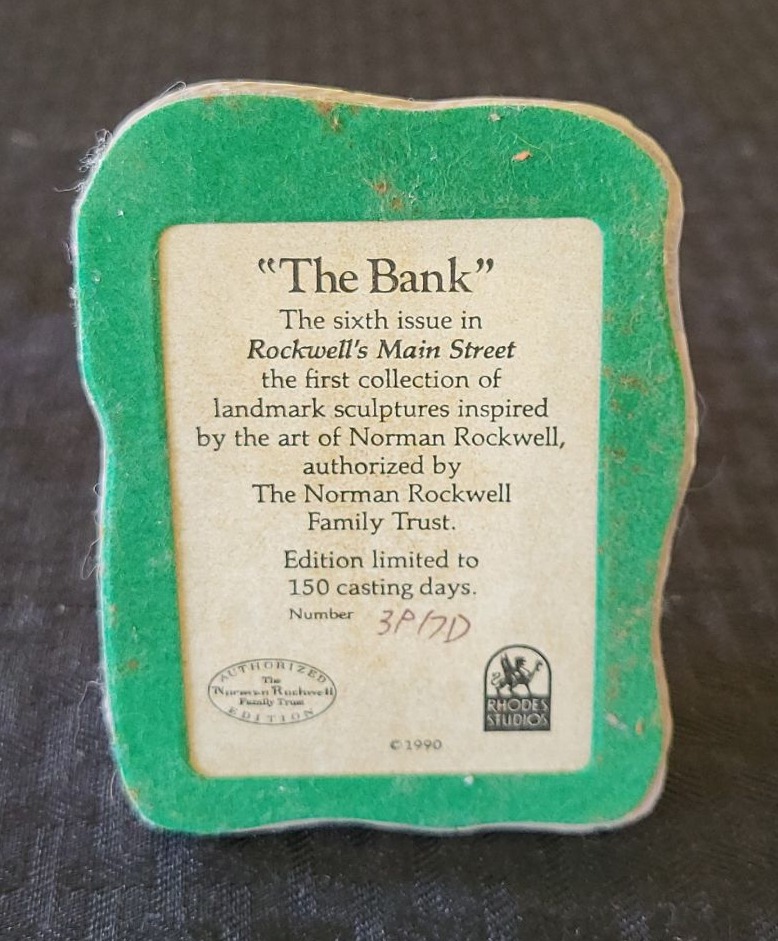 “The Bank”
The sixth issue in
Rockwell's Main Street
the first collection of
landmark sculptures inspired
by the art of Norman Rockwell,
authorized by
The Norman Rockwell
Family Trust.
Edition limited to
150 casting days.
Number 3P17D
AUTHORIZED
The
Norman Rockwell
Family Trust
EDITION
RHODES
STUDIOS
© 1990